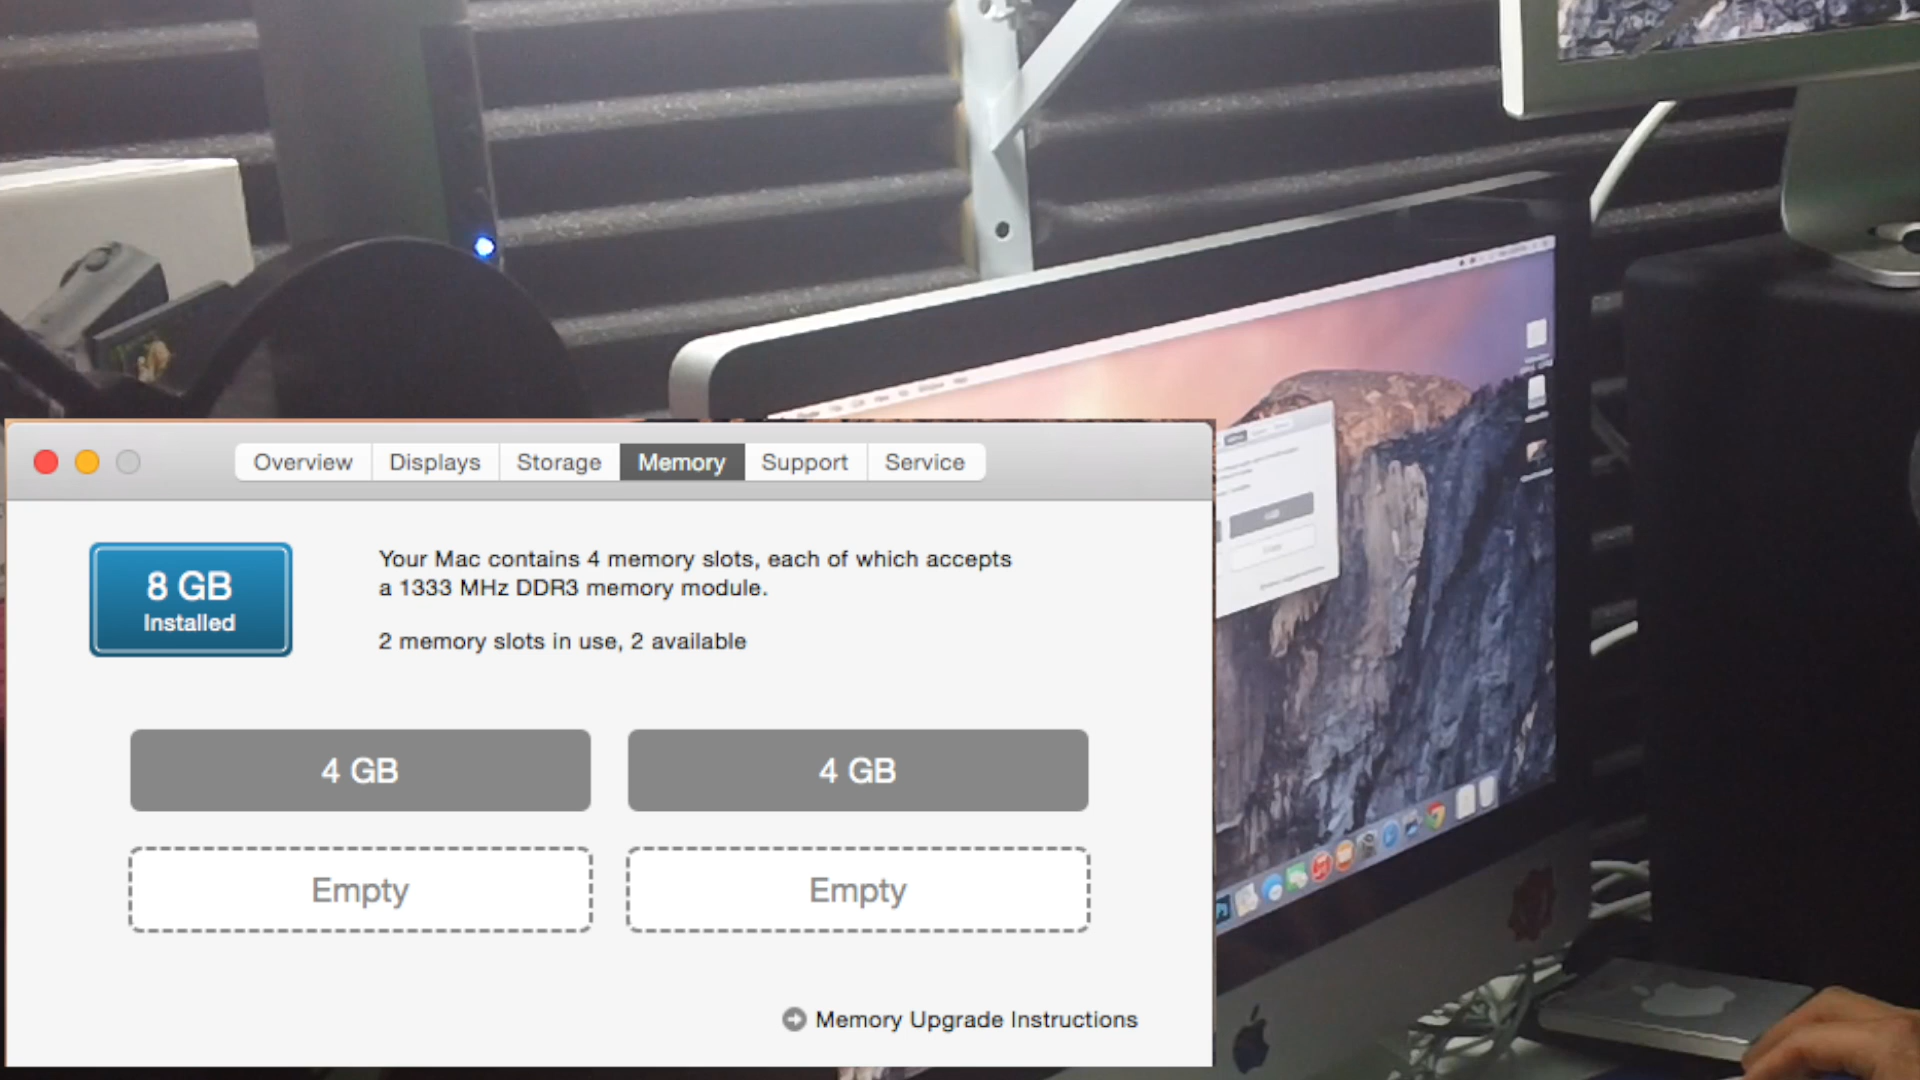 Overview Displays Storage Memory Support Service
8 GB
Installed
Your Mac contains 4 memory slots, each of which accepts
a 1333 MHz DDR3 memory module.
2 memory slots in use, 2 available
4 GB 4 GB
Empty Empty
Memory Upgrade Instructions